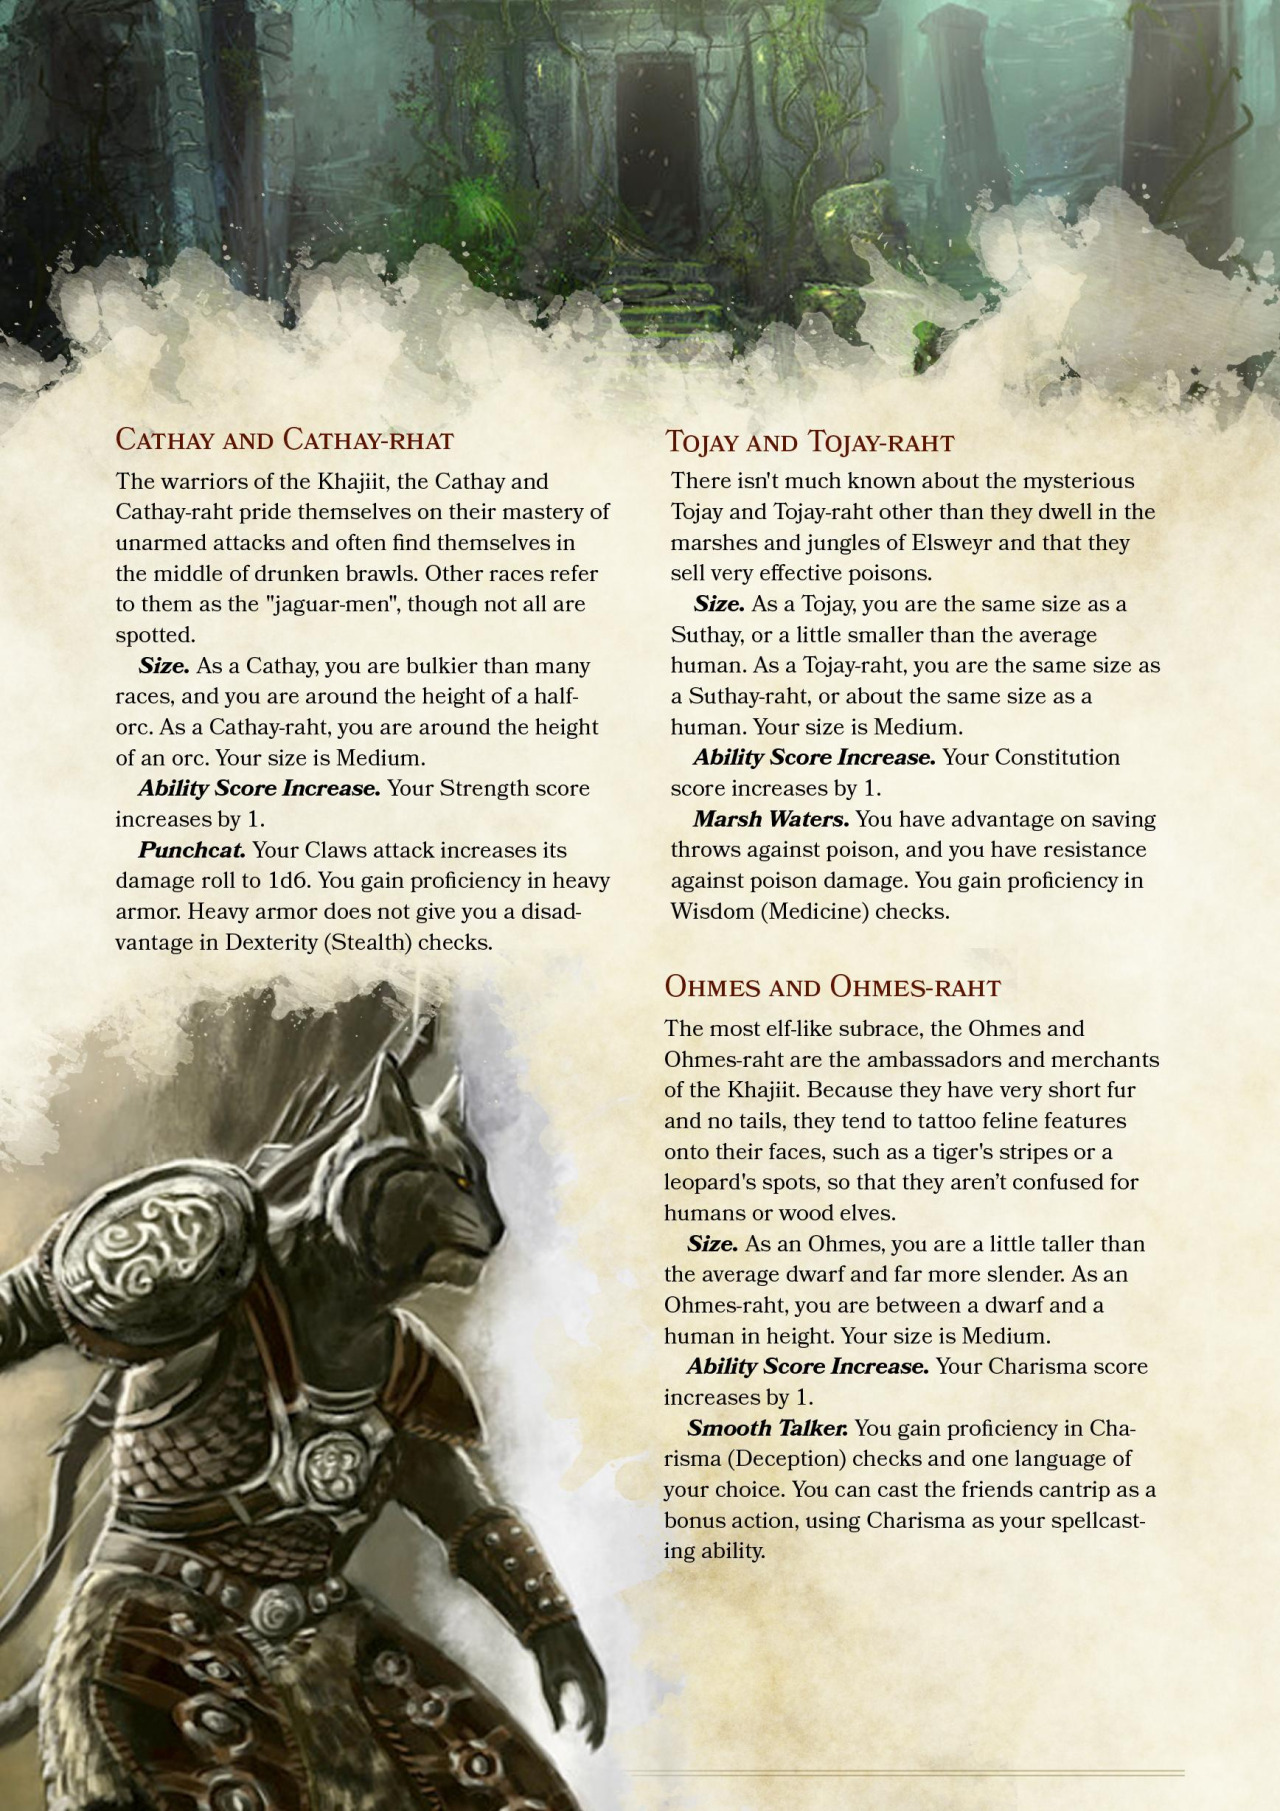 Cathay and Cathay-rhat
The warriors of the Khajiit, the Cathay and
Cathay-raht pride themselves on their mastery of
unarmed attacks and often find themselves in
the middle of drunken brawls. Other races refer
to them as the "jaguar-men", though not all are
spotted.
Size. As a Cathay, you are bulkier than many
races, and you are around the height of a half-
orc. As a Cathay-raht, you are around the height
of an orc. Your size is Medium.
Ability Score Increase. Your Strength score
increases by 1.
Punchcat. Your Claws attack increases its
damage roll to 1d6. You gain proficiency in heavy
armor. Heavy armor does not give you a disad-
vantage in Dexterity (Stealth) checks.
Tojay and Tojay-raht
There isn't much known about the mysterious
Tojay and Tojay-raht other than they dwell in the
marshes and jungles of Elsweyr and that they
sell very effective poisons.
Size. As a Tojay, you are the same size as a
Suthay, or a little smaller than the average
human. As a Tojay-raht, you are the same size as
a Suthay-raht, or about the same size as a
human. Your size is Medium.
Ability Score Increase. Your Constitution
score increases by 1.
Marsh Waters. You have advantage on saving
throws against poison, and you have resistance
against poison damage. You gain proficiency in
Wisdom (Medicine) checks.
Ohmes and Ohmes-raht
The most elf-like subrace, the Ohmes and
Ohmes-raht are the ambassadors and merchants
of the Khajiit. Because they have very short fur
and no tails, they tend to tattoo feline features
onto their faces, such as a tiger's stripes or a
leopard's spots, so that they aren’t confused for
humans or wood elves.
Size. As an Ohmes, you are a little taller than
the average dwarf and far more slender. As an
Ohmes-raht, you are between a dwarf and a
human in height. Your size is Medium.
Ability Score Increase. Your Charisma score
increases by 1.
Smooth Talker. You gain proficiency in Cha-
risma (Deception) checks and one language of
your choice. You can cast the friends cantrip as a
bonus action, using Charisma as your spellcast-
ing ability.